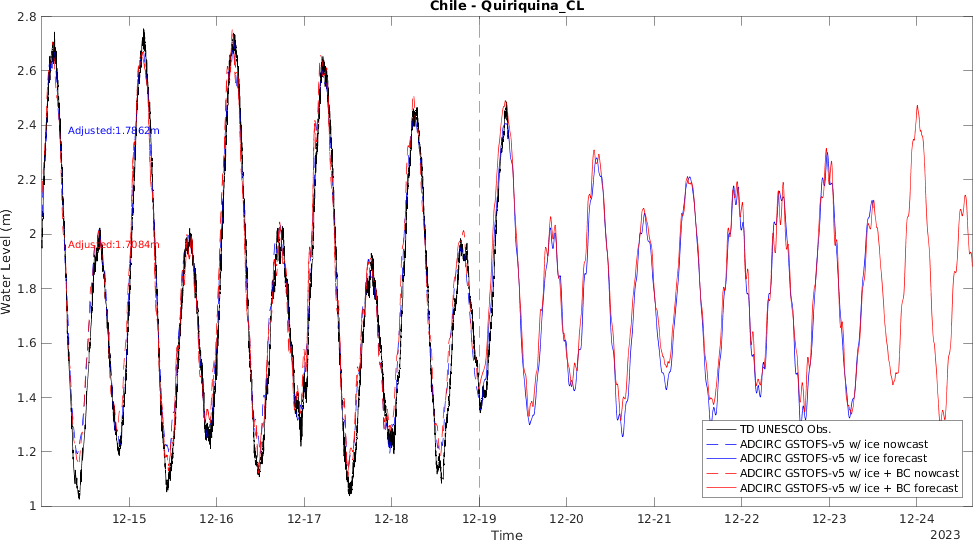 Chile - Quiriquina_CL
2.8
2.6
2.4
2.2
2
1.8
1.6
1.4
1.2
1
Water Level (m)
Adjusted:1.7862m
Adjusted:1.7084m
TD UNESCO Obs.
ADCIRC GSTOFS-v5 w/ ice nowcast
ADCIRC GSTOFS-v5 w/ ice forecast
ADCIRC GSTOFS-v5 w/ ice + BC nowcast
ADCIRC GSTOFS-v5 w/ ice + BC forecast
12-15 12-16 12-17 12-18 12-19 12-20 12-21 12-22 12-23 12-24
2023
Time